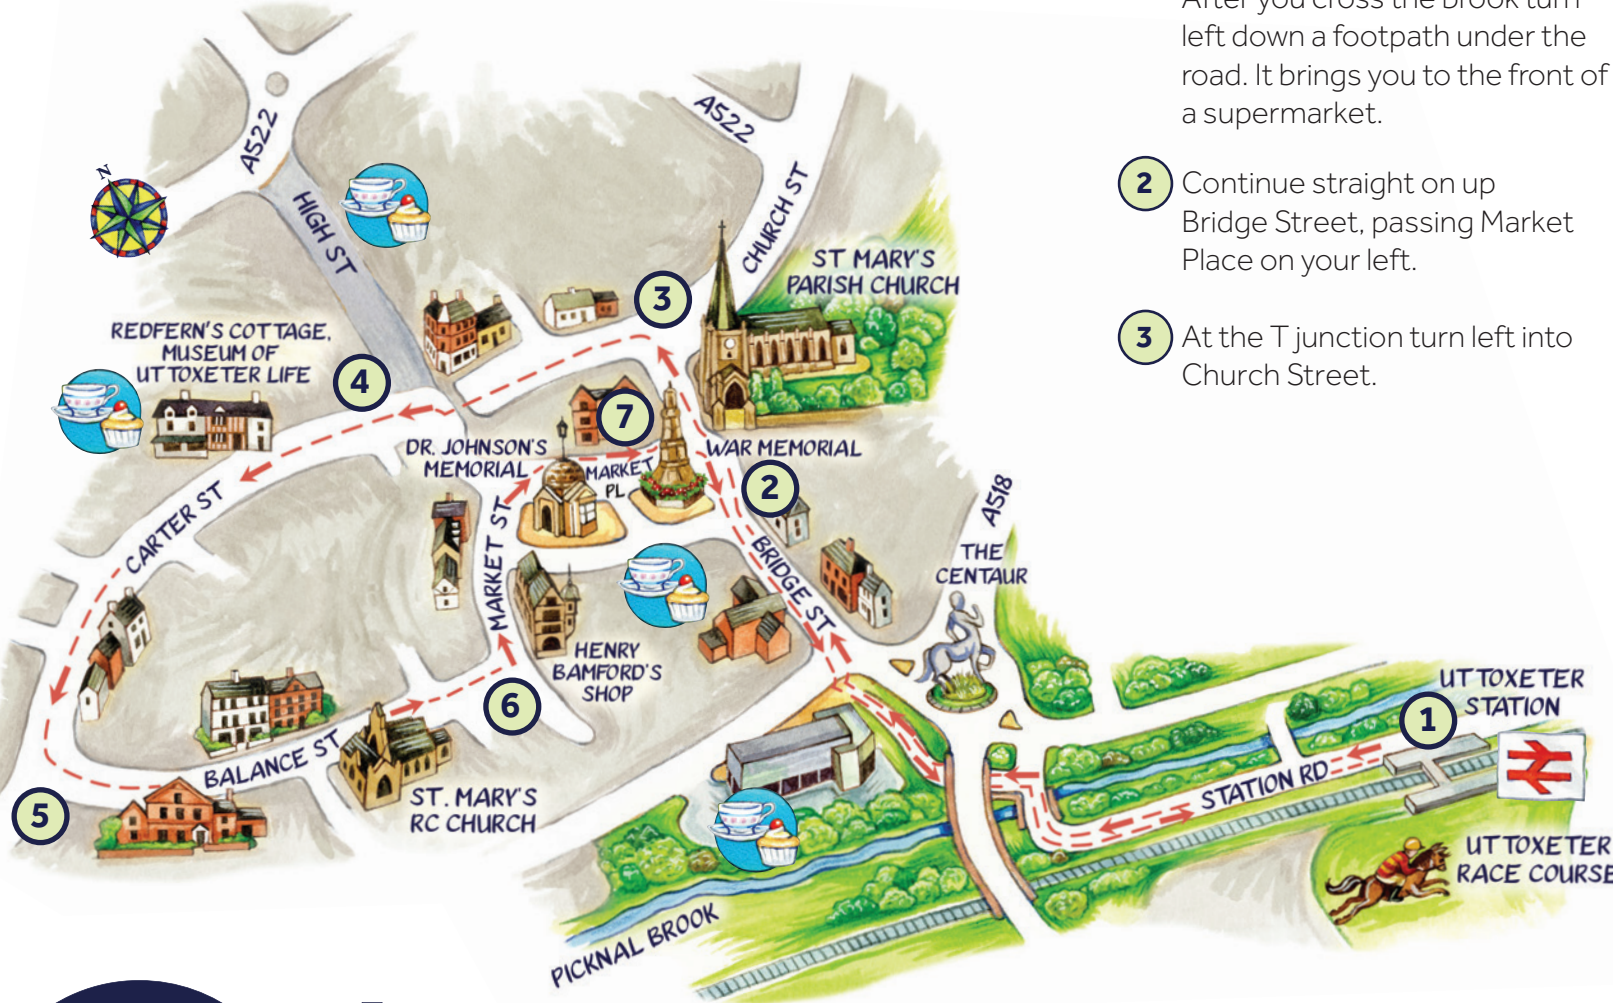 After you cross the Brook turn
left down a footpath under the
road. It brings you to the front of
a supermarket.
2 Continue straight on up
Bridge Street, passing Market
Place on your left.
3 At the T junction turn left into
Church Street.
A522
A522
N
HIGH ST
CHURCH ST
ST MARY'S
PARISH CHURCH
3
REDFERN'S COTTAGE,
MUSEUM OF
UTTOXETER LIFE
4
7
DR. JOHNSON'S
MEMORIAL
MARKET
PL
WAR MEMORIAL
2
CARTER ST
MARKET ST
BRIDGE ST
A518
THE
CENTAUR
HENRY
BAMFORD'S
SHOP
6
UTTOXETER
STATION
1
BALANCE ST
STATION RD
5
ST. MARY'S
RC CHURCH
UTTOXETER
RACE COURSE
PICKNAL BROOK